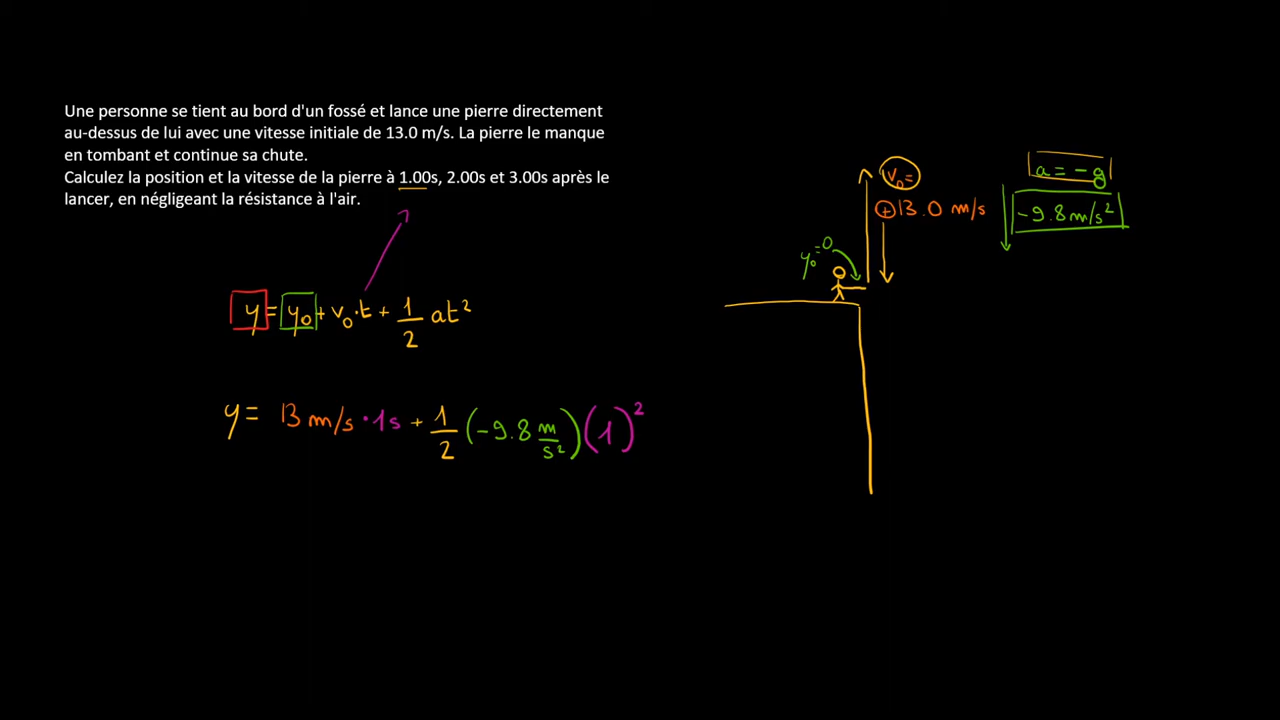 Une personne se tient au bord d'un fossé et lance une pierre directement
au-dessus de lui avec une vitesse initiale de 13.0 m/s. La pierre le manque
en tombant et continue sa chute.
Calculez la position et la vitesse de la pierre à 1.00s, 2.00s et 3.00s après le
lancer, en négligeant la résistance à l'air.
y = y₀ + v₀·t + 1/2 at²
y = 13 m/s · 1s + 1/2 (-9.8 m/s²)(1)²
v₀=
+13.0 m/s
a = -g
-9.8 m/s²
y₀=0